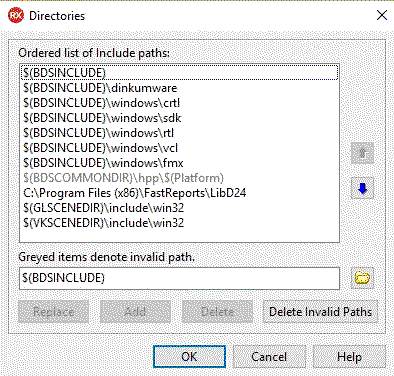 RX Directories
Ordered list of Include paths:
$(BDSINCLUDE)
$(BDSINCLUDE)\dinkumware
$(BDSINCLUDE)\windows\crtl
$(BDSINCLUDE)\windows\sdk
$(BDSINCLUDE)\windows\rtl
$(BDSINCLUDE)\windows\vcl
$(BDSINCLUDE)\windows\fmx
$(BDSCOMMONDIR)\hpp\$(Platform)
C:\Program Files (x86)\FastReports\LibD24
$(GLSCENEDIR)\include\win32
$(VKSCENEDIR)\include\win32
Greyed items denote invalid path.
$(BDSINCLUDE)
Replace Add Delete Delete Invalid Paths
OK Cancel Help